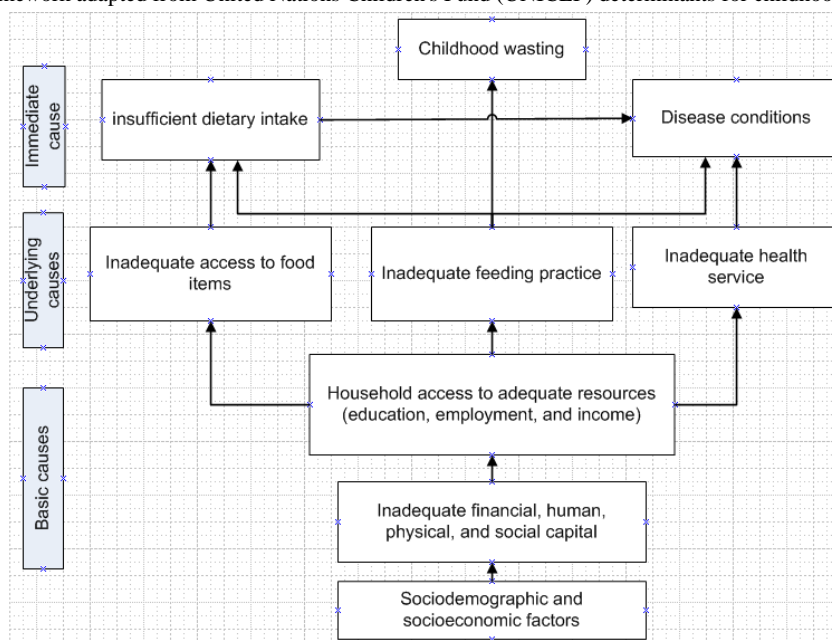 Childhood wasting
Immediate
cause
insufficient dietary intake
Disease conditions
Underlying
causes
Inadequate access to food
items
Inadequate feeding practice
Inadequate health
service
Basic causes
Household access to adequate resources
(education, employment, and income)
Inadequate financial, human,
physical, and social capital
Sociodemographic and
socioeconomic factors